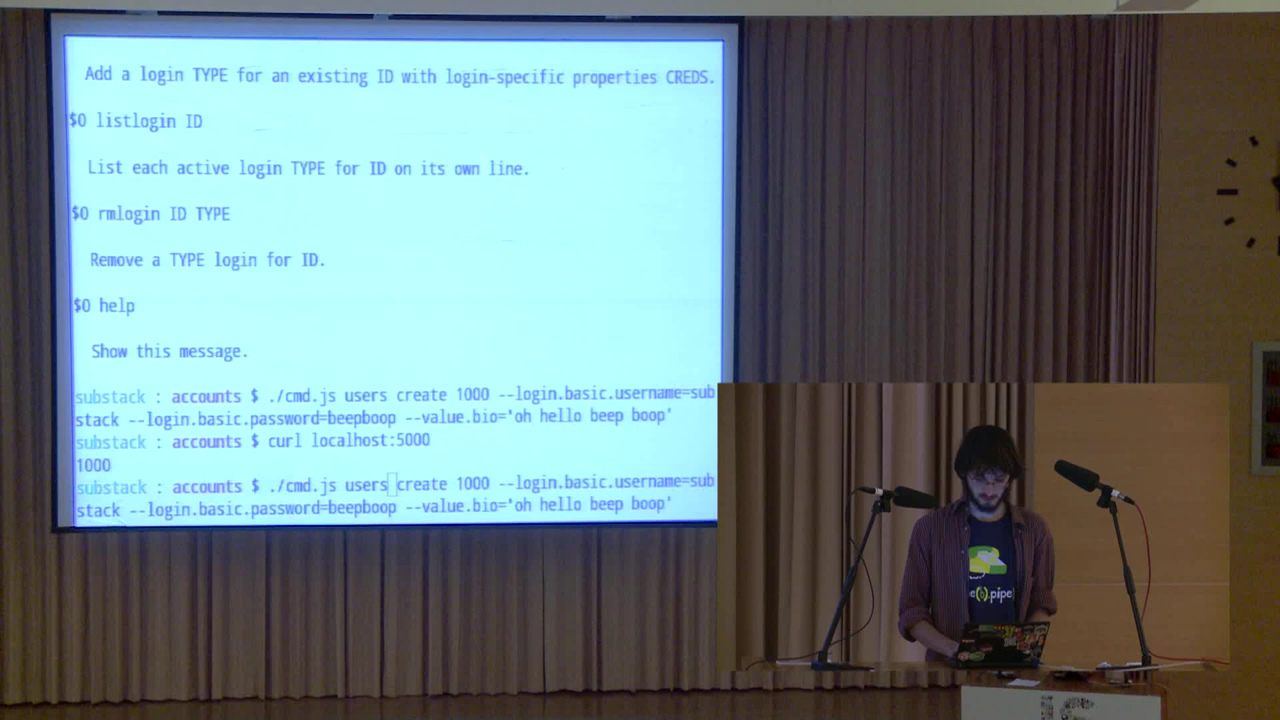 Add a login TYPE for an existing ID with login-specific properties CREDS.
$0 listlogin ID
List each active login TYPE for ID on its own line.
$0 rmlogin ID TYPE
Remove a TYPE login for ID.
$0 help
Show this message.
substack : accounts $ ./cmd.js users create 1000 --login.basic.username=sub
stack --login.basic.password=beepboop --value.bio='oh hello beep boop'
substack : accounts $ curl localhost:5000
1000
substack : accounts $ ./cmd.js users create 1000 --login.basic.username=sub
stack --login.basic.password=beepboop --value.bio='oh hello beep boop'
e().pipe